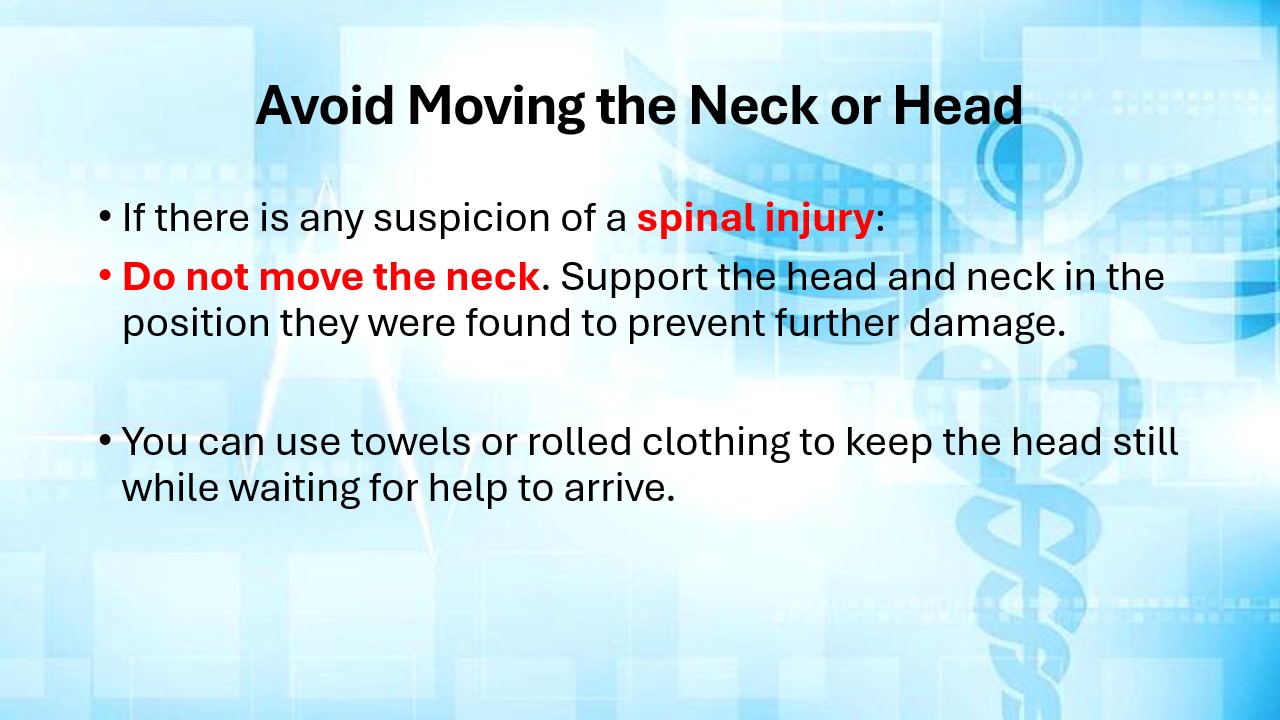 Avoid Moving the Neck or Head
• If there is any suspicion of a spinal injury:
• Do not move the neck. Support the head and neck in the
position they were found to prevent further damage.
• You can use towels or rolled clothing to keep the head still
while waiting for help to arrive.